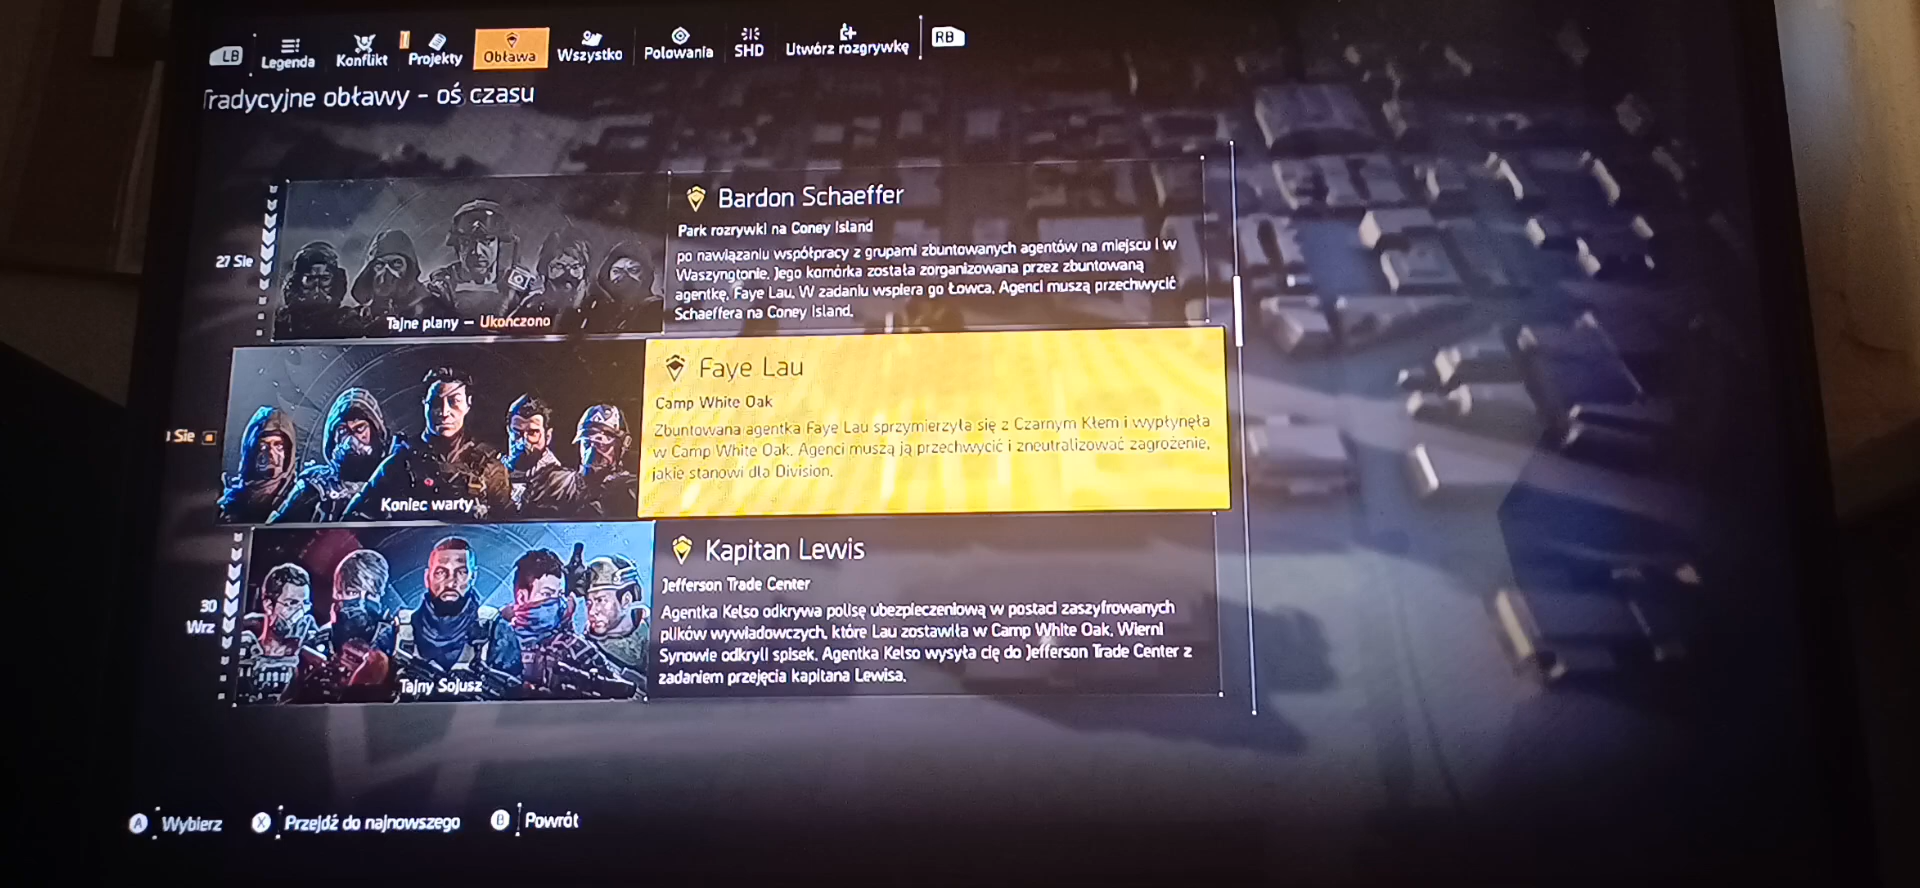 LB
Legenda
Konflikt
Projekty
Obława
Wszystko
Polowania
SHD
Utwórz rozgrywkę
RB
Tradycyjne obławy - oś czasu
27 Sie
Tajne plany – Ukończono
Bardon Schaeffer
Park rozrywki na Coney Island
po nawiązaniu współpracy z grupami zbuntowanych agentów na miejscu i w
Waszyngtonie. Jego komórka została zorganizowana przez zbuntowaną
agentkę, Faye Lau. W zadaniu wspiera go Łowca. Agenci muszą przechwycić
Schaeffera na Coney Island.
Sie
Koniec warty
Faye Lau
Camp White Oak
Zbuntowana agentka Faye Lau sprzymierzyła się z Czarnym Kłem i wypłynęła
w Camp White Oak. Agenci muszą ją przechwycić i zneutralizować zagrożenie,
jakie stanowi dla Division.
30
Wrz
Tajny Sojusz
Kapitan Lewis
Jefferson Trade Center
Agentka Kelso odkrywa polisę ubezpieczeniową w postaci zaszyfrowanych
plików wywiadowczych, które Lau zostawiła w Camp White Oak. Wierni
Synowie odkryli spisek. Agentka Kelso wysyła cię do Jefferson Trade Center z
zadaniem przejęcia kapitana Lewisa.
A Wybierz
X Przejdź do najnowszego
B Powrót